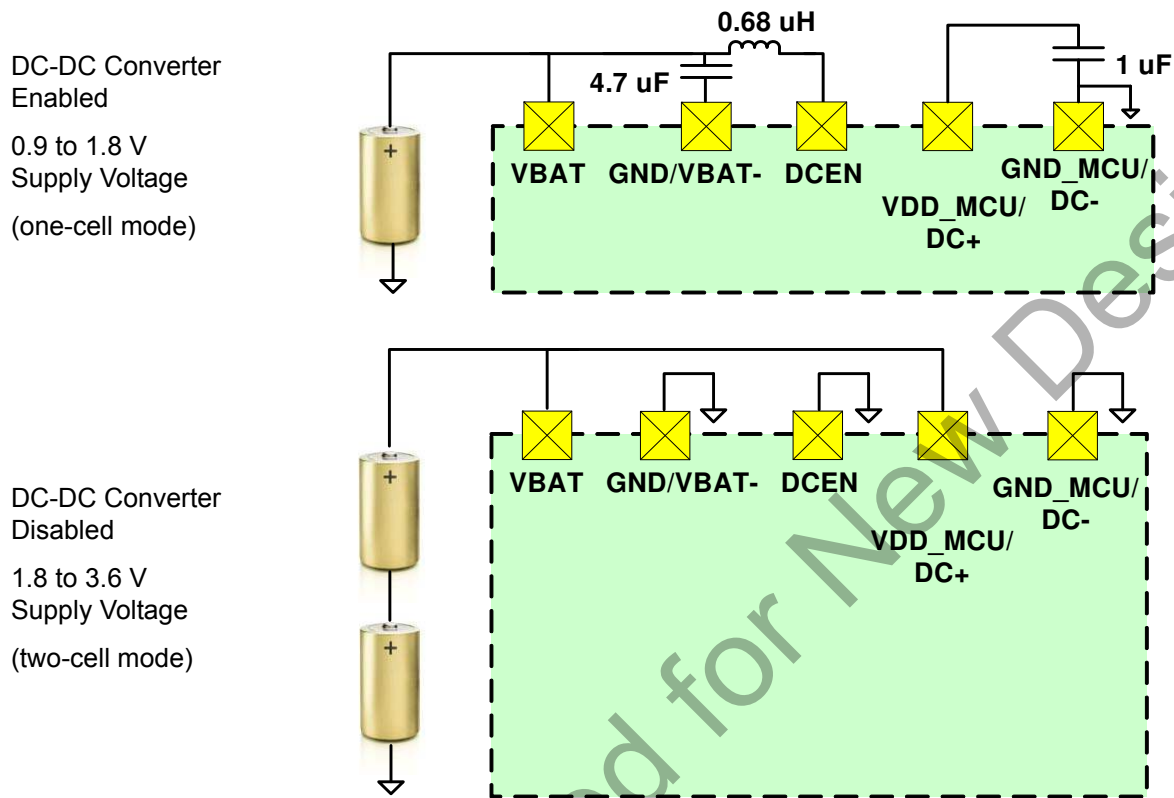 DC-DC Converter
Enabled
0.9 to 1.8 V
Supply Voltage
(one-cell mode)
0.68 uH
4.7 uF
1 uF
+
VBAT GND/VBAT- DCEN
VDD_MCU/
DC+
GND_MCU/
DC-
DC-DC Converter
Disabled
1.8 to 3.6 V
Supply Voltage
(two-cell mode)
+
+
VBAT GND/VBAT- DCEN
VDD_MCU/
DC+
GND_MCU/
DC-
ed for New Desi